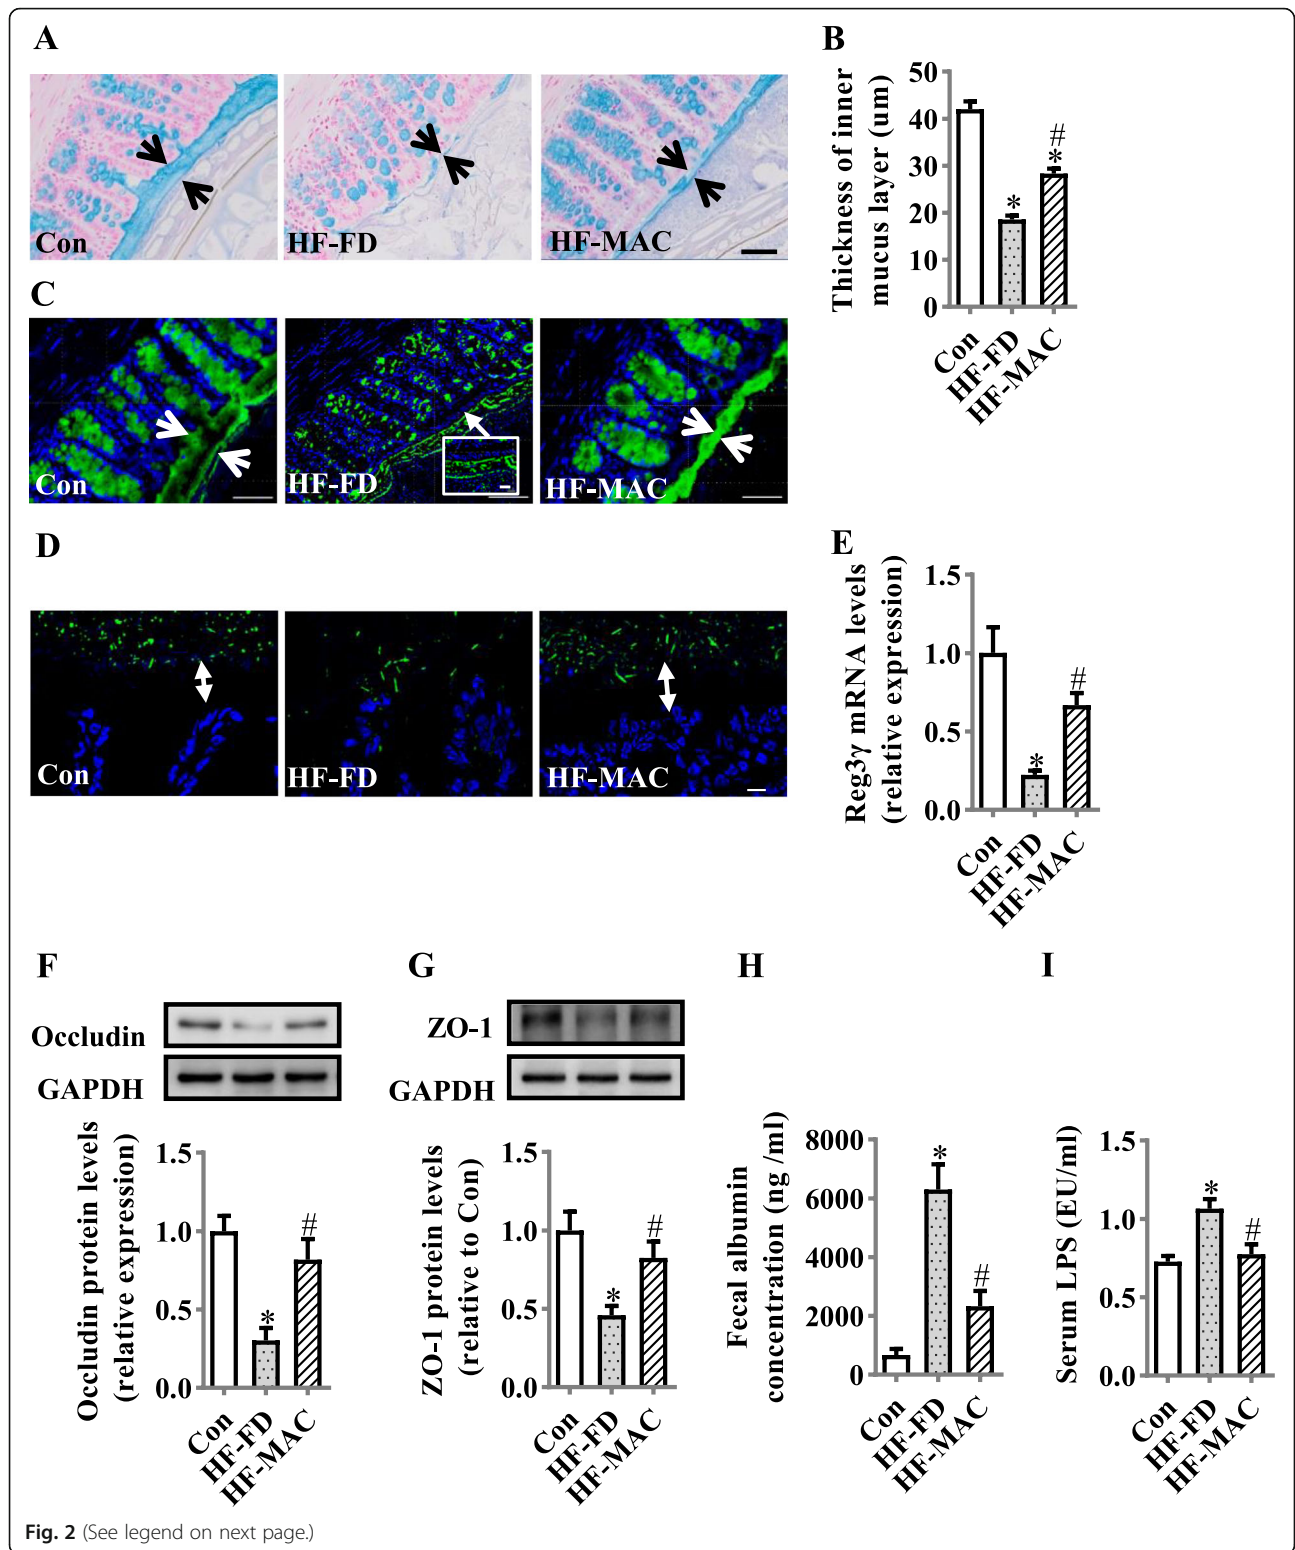 A
Con
HF-FD
HF-MAC
B
Thickness of inner
mucus layer (um)
50
40
30
20
10
0
*
#
*
Con
HF-FD
HF-MAC
C
Con
HF-FD
HF-MAC
D
Con
HF-FD
HF-MAC
E
Reg3γ mRNA levels
(relative expression)
1.5
1.0
0.5
0.0
*
#
Con
HF-FD
HF-MAC
F
Occludin
GAPDH
Occludin protein levels
(relative expression)
1.5
1.0
0.5
0.0
*
#
Con
HF-FD
HF-MAC
G
ZO-1
GAPDH
ZO-1 protein levels
(relative to Con)
1.5
1.0
0.5
0.0
*
#
Con
HF-FD
HF-MAC
H
Fecal albumin
concentration (ng /ml)
8000
6000
4000
2000
0
*
#
Con
HF-FD
HF-MAC
I
Serum LPS (EU/ml)
1.5
1.0
0.5
0.0
*
#
Con
HF-FD
HF-MAC
Fig. 2 (See legend on next page.)